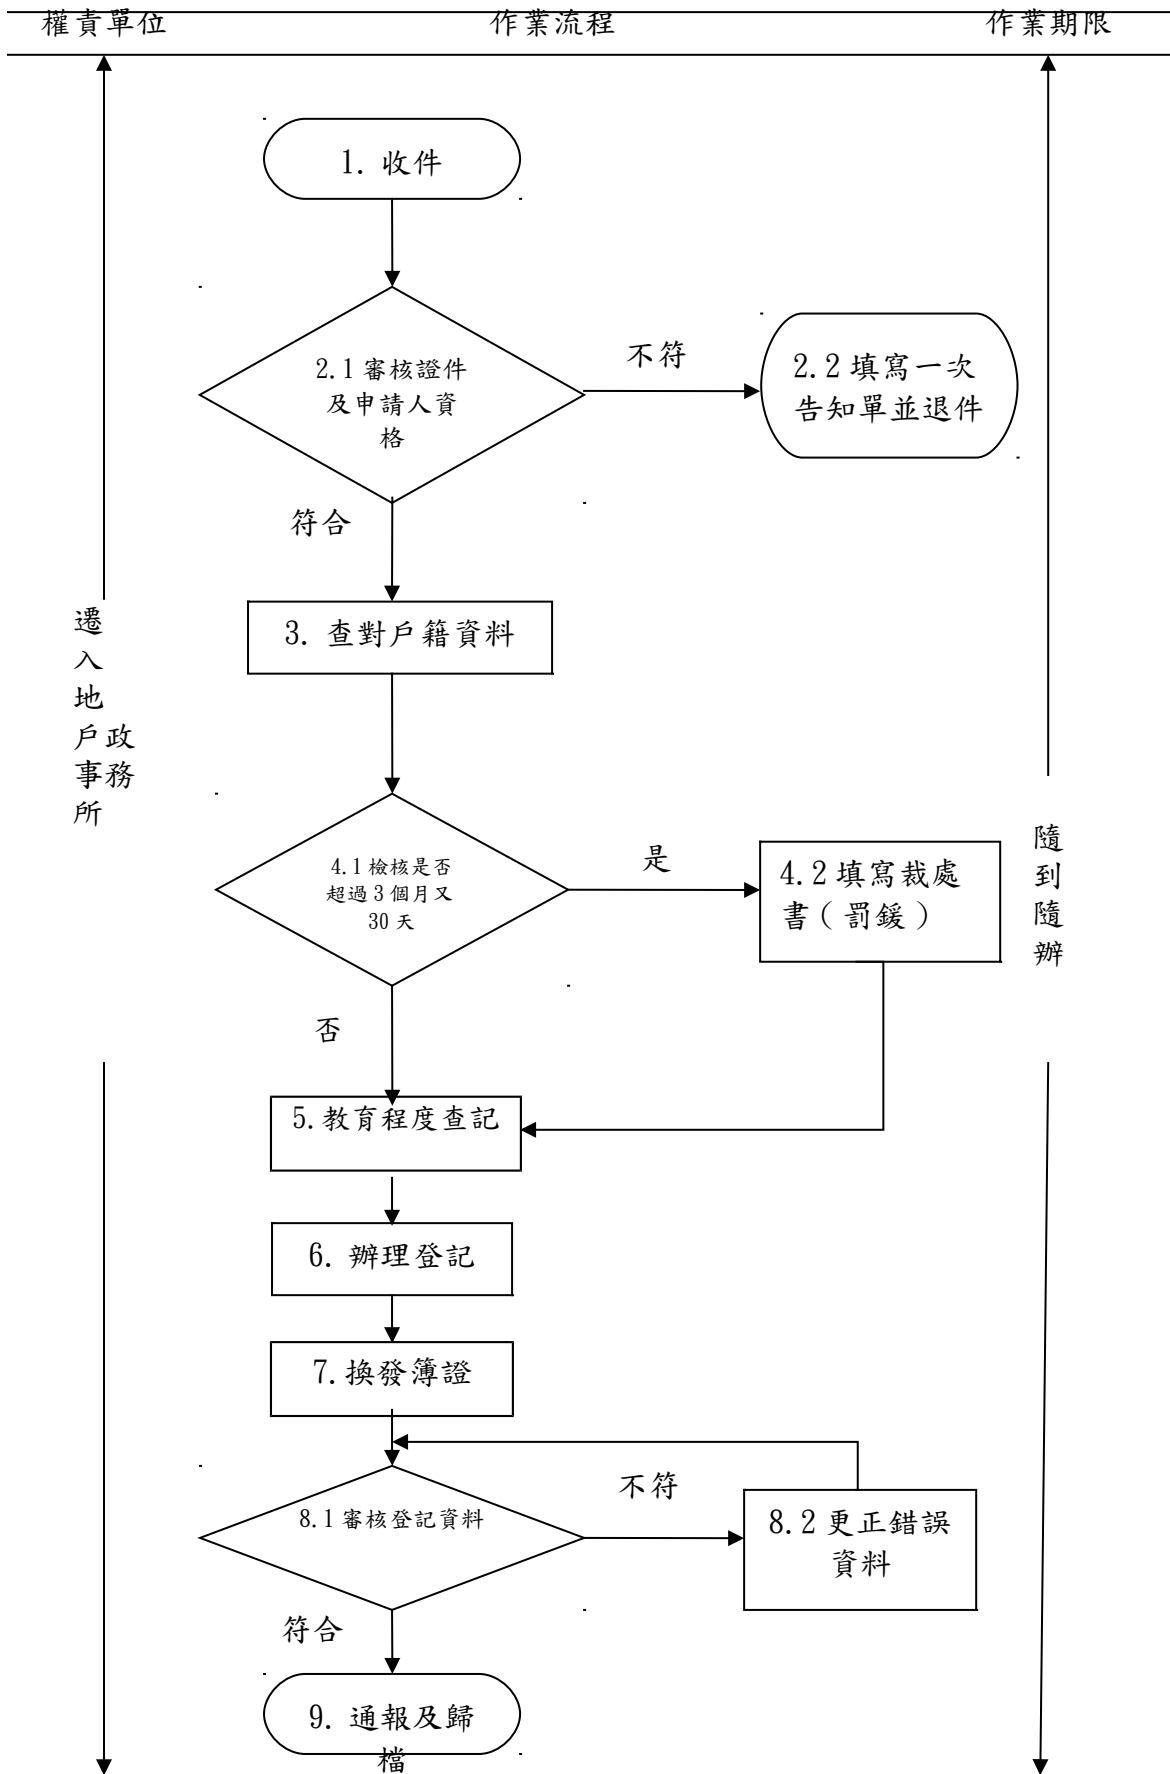 權責單位 作業流程 作業期限
1. 收件
2.1 審核證件
及申請人資
格
不符
2.2 填寫一次
告知單並退件
符合
3. 查對戶籍資料
遷
入
地
戶政
事務
所
4.1 檢核是否
超過 3 個月又
30 天
是
4.2 填寫裁處
書（罰鍰）
隨
到
隨
辦
否
5. 教育程度查記
6. 辦理登記
7. 換發簿證
8.1 審核登記資料
不符
8.2 更正錯誤
資料
符合
9. 通報及歸
檔